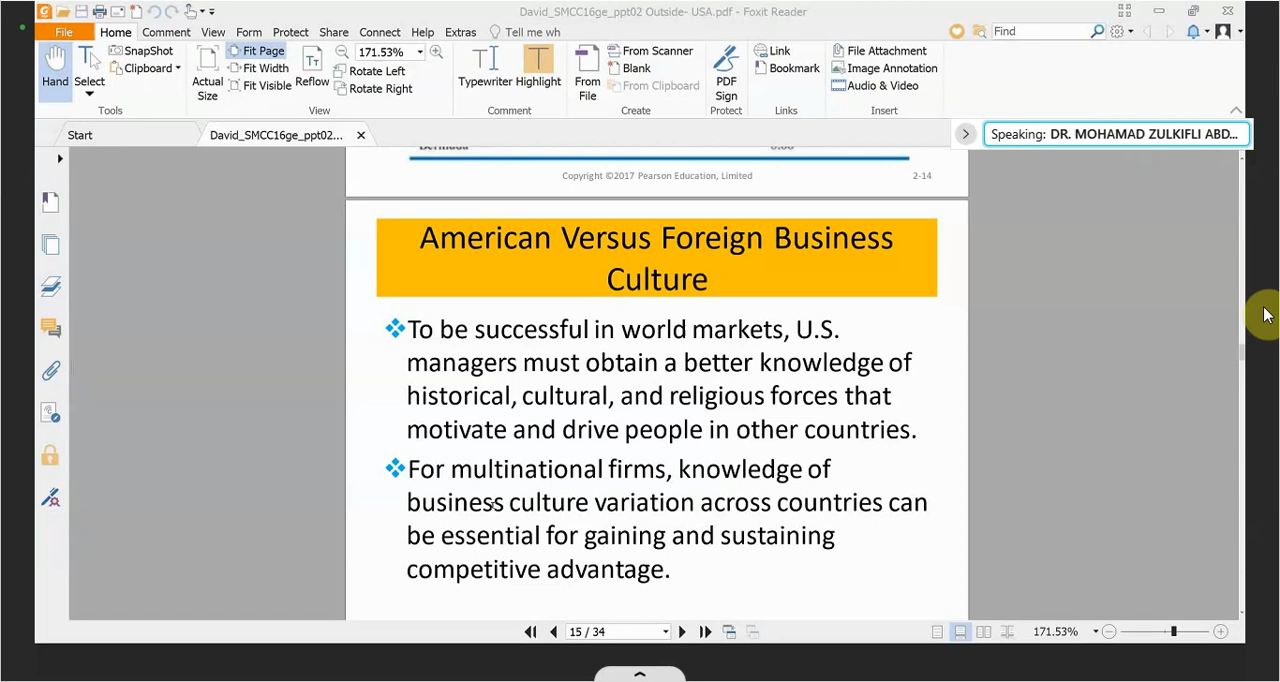 David_SMCC16ge_ppt02 Outside- USA.pdf - Foxit Reader
File Home Comment View Form Protect Share Connect Help Extras Tell me wh Find
Hand
Select
SnapShot
Clipboard
Tools
Actual Size
Fit Page
Fit Width
Fit Visible
Reflow
171.53%
Rotate Left
Rotate Right
View
Typewriter Highlight
Comment
From File
From Scanner
Blank
From Clipboard
Create
PDF Sign
Protect
Link
Bookmark
Links
File Attachment
Image Annotation
Audio & Video
Insert
Start David_SMCC16ge_ppt02...
Speaking: DR. MOHAMAD ZULKIFLI ABD...
Copyright ©2017 Pearson Education, Limited 2-14
American Versus Foreign Business
Culture
To be successful in world markets, U.S.
managers must obtain a better knowledge of
historical, cultural, and religious forces that
motivate and drive people in other countries.
For multinational firms, knowledge of
business culture variation across countries can
be essential for gaining and sustaining
competitive advantage.
15 / 34 171.53%